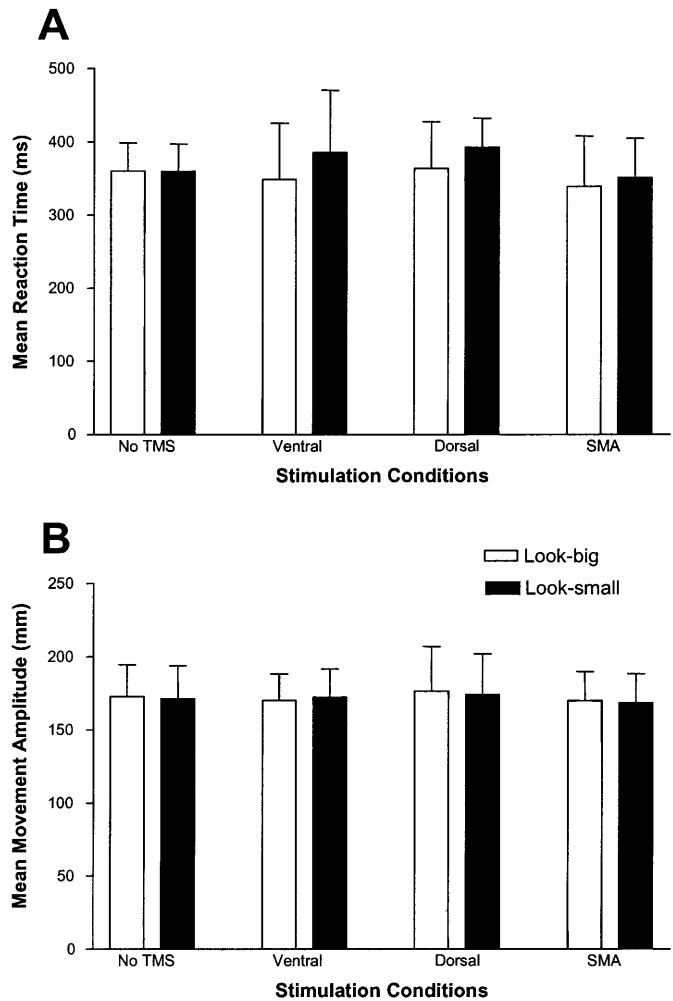 A
Mean Reaction Time (ms)
500
400
300
200
100
0
No TMS Ventral Dorsal SMA
Stimulation Conditions
B
Look-big
Look-small
Mean Movement Amplitude (mm)
250
200
150
100
50
0
No TMS Ventral Dorsal SMA
Stimulation Conditions